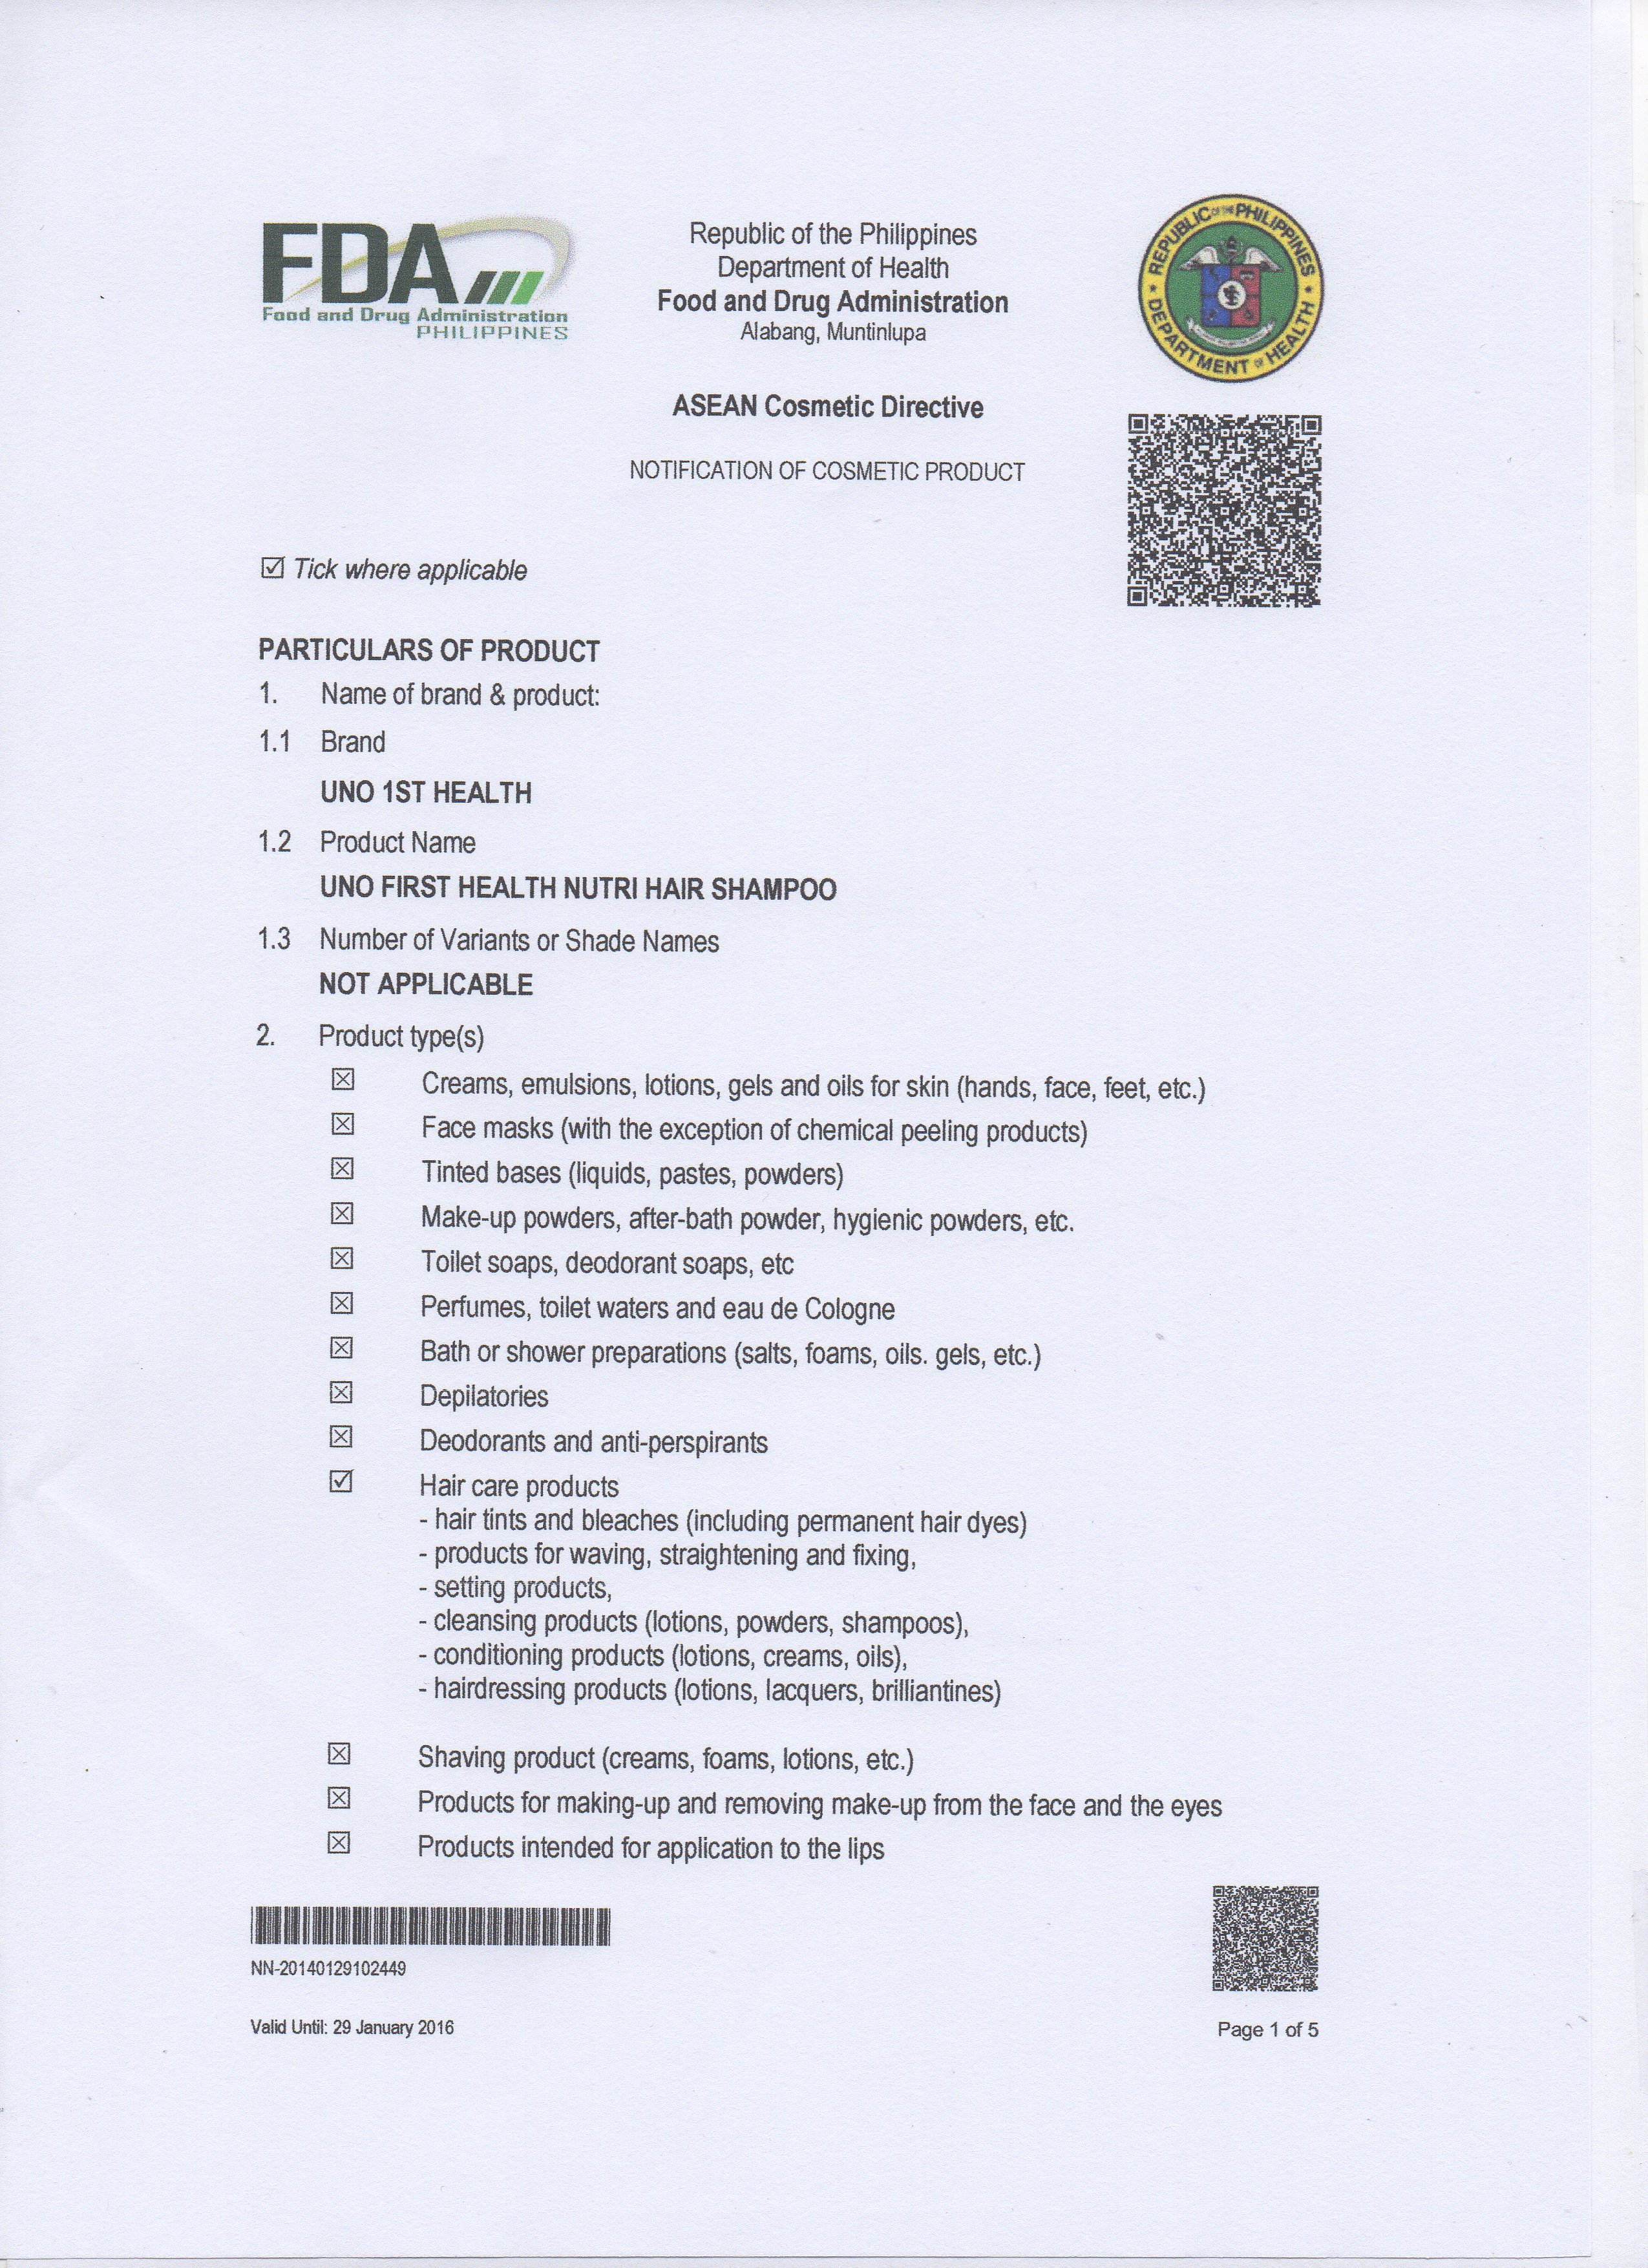 FDA
Food and Drug Administration
PHILIPPINES
Republic of the Philippines
Department of Health
Food and Drug Administration
Alabang, Muntinlupa
REPUBLIC OF THE PHILIPPINES
DEPARTMENT OF HEALTH
ASEAN Cosmetic Directive
NOTIFICATION OF COSMETIC PRODUCT
☑ Tick where applicable
PARTICULARS OF PRODUCT
1. Name of brand & product:
1.1 Brand
UNO 1ST HEALTH
1.2 Product Name
UNO FIRST HEALTH NUTRI HAIR SHAMPOO
1.3 Number of Variants or Shade Names
NOT APPLICABLE
2. Product type(s)
☒ Creams, emulsions, lotions, gels and oils for skin (hands, face, feet, etc.)
☒ Face masks (with the exception of chemical peeling products)
☒ Tinted bases (liquids, pastes, powders)
☒ Make-up powders, after-bath powder, hygienic powders, etc.
☒ Toilet soaps, deodorant soaps, etc
☒ Perfumes, toilet waters and eau de Cologne
☒ Bath or shower preparations (salts, foams, oils. gels, etc.)
☒ Depilatories
☒ Deodorants and anti-perspirants
☑ Hair care products
- hair tints and bleaches (including permanent hair dyes)
- products for waving, straightening and fixing,
- setting products,
- cleansing products (lotions, powders, shampoos),
- conditioning products (lotions, creams, oils),
- hairdressing products (lotions, lacquers, brilliantines)
☒ Shaving product (creams, foams, lotions, etc.)
☒ Products for making-up and removing make-up from the face and the eyes
☒ Products intended for application to the lips
NN-20140129102449
Valid Until: 29 January 2016
Page 1 of 5